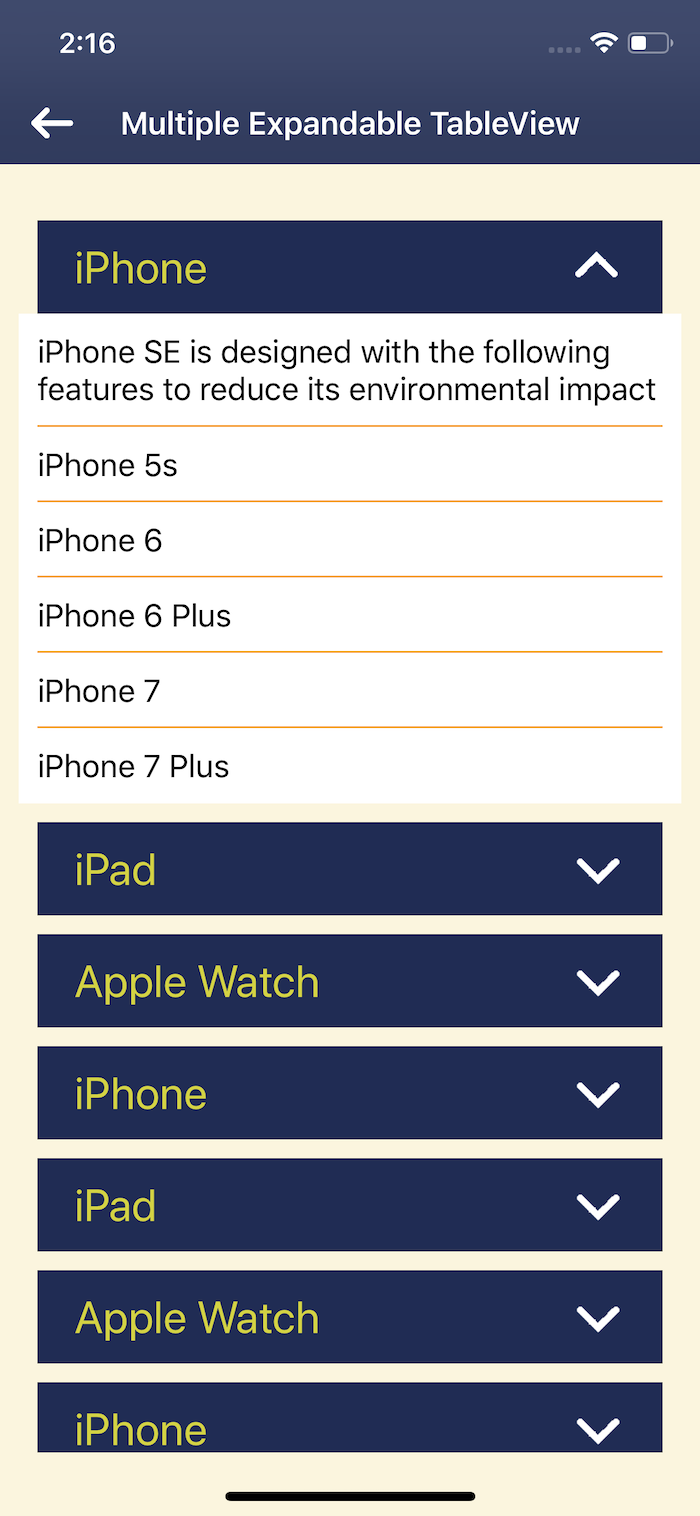 2:16
Multiple Expandable TableView
iPhone
iPhone SE is designed with the following
features to reduce its environmental impact
iPhone 5s
iPhone 6
iPhone 6 Plus
iPhone 7
iPhone 7 Plus
iPad
Apple Watch
iPhone
iPad
Apple Watch
iPhone